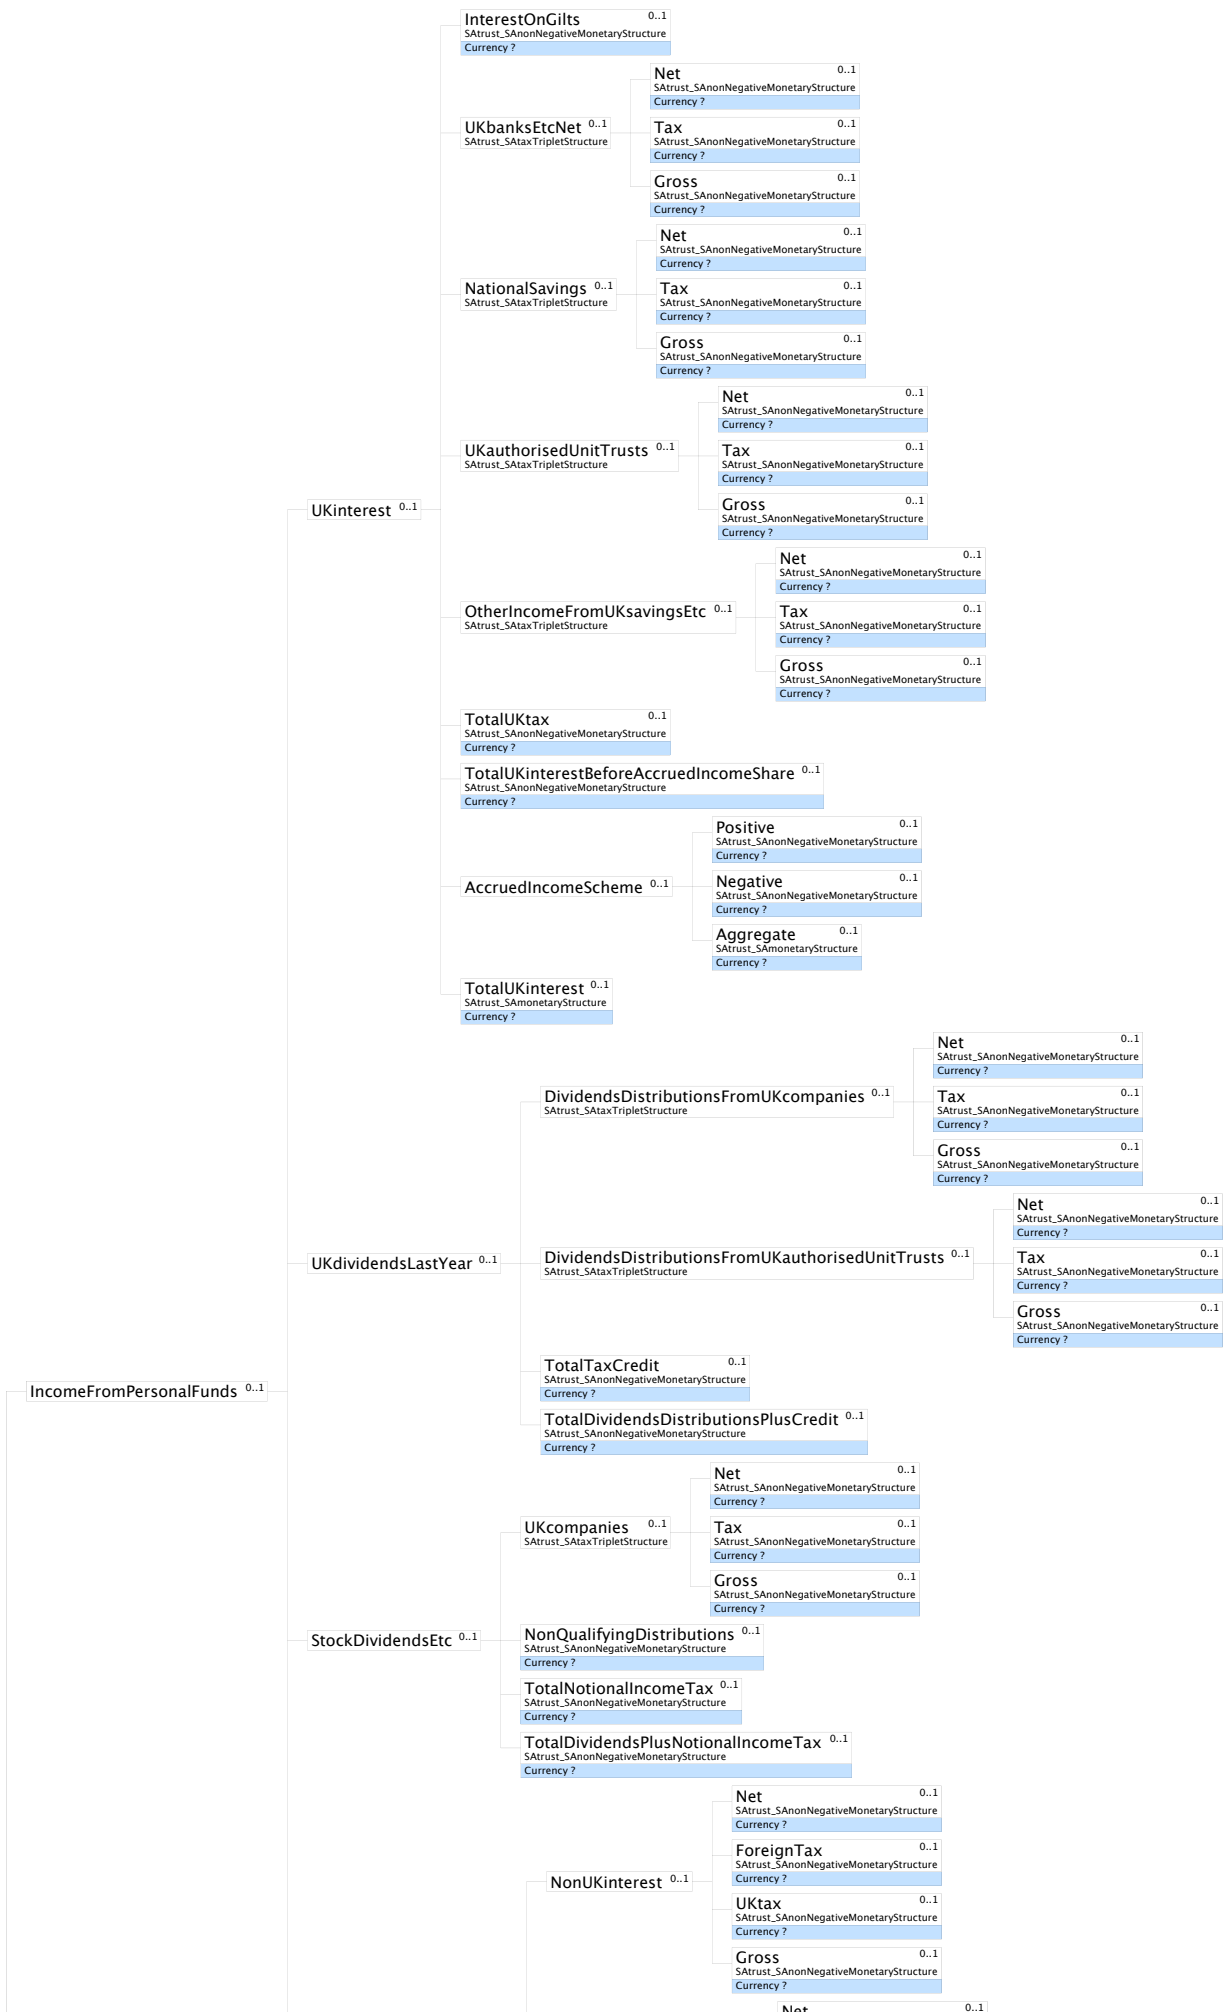 InterestOnGilts 0..1
SAtrust_SAnonNegativeMonetaryStructure
Currency ?
Net 0..1
SAtrust_SAnonNegativeMonetaryStructure
Currency ?
UKbanksEtcNet 0..1
SAtrust_SAtaxTripletStructure
Tax 0..1
SAtrust_SAnonNegativeMonetaryStructure
Currency ?
Gross 0..1
SAtrust_SAnonNegativeMonetaryStructure
Currency ?
Net 0..1
SAtrust_SAnonNegativeMonetaryStructure
Currency ?
NationalSavings 0..1
SAtrust_SAtaxTripletStructure
Tax 0..1
SAtrust_SAnonNegativeMonetaryStructure
Currency ?
Gross 0..1
SAtrust_SAnonNegativeMonetaryStructure
Currency ?
Net 0..1
SAtrust_SAnonNegativeMonetaryStructure
Currency ?
UKauthorisedUnitTrusts 0..1
SAtrust_SAtaxTripletStructure
Tax 0..1
SAtrust_SAnonNegativeMonetaryStructure
Currency ?
Gross 0..1
SAtrust_SAnonNegativeMonetaryStructure
Currency ?
UKinterest 0..1
Net 0..1
SAtrust_SAnonNegativeMonetaryStructure
Currency ?
OtherIncomeFromUKsavingsEtc 0..1
SAtrust_SAtaxTripletStructure
Tax 0..1
SAtrust_SAnonNegativeMonetaryStructure
Currency ?
Gross 0..1
SAtrust_SAnonNegativeMonetaryStructure
Currency ?
TotalUKtax 0..1
SAtrust_SAnonNegativeMonetaryStructure
Currency ?
TotalUKinterestBeforeAccruedIncomeShare 0..1
SAtrust_SAnonNegativeMonetaryStructure
Currency ?
Positive 0..1
SAtrust_SAnonNegativeMonetaryStructure
Currency ?
AccruedIncomeScheme 0..1
Negative 0..1
SAtrust_SAnonNegativeMonetaryStructure
Currency ?
Aggregate 0..1
SAtrust_SAmonetaryStructure
Currency ?
TotalUKinterest 0..1
SAtrust_SAmonetaryStructure
Currency ?
Net 0..1
SAtrust_SAnonNegativeMonetaryStructure
Currency ?
DividendsDistributionsFromUKcompanies 0..1
SAtrust_SAtaxTripletStructure
Tax 0..1
SAtrust_SAnonNegativeMonetaryStructure
Currency ?
Gross 0..1
SAtrust_SAnonNegativeMonetaryStructure
Currency ?
Net 0..1
SAtrust_SAnonNegativeMonetaryStructure
Currency ?
UKdividendsLastYear 0..1
DividendsDistributionsFromUKauthorisedUnitTrusts 0..1
SAtrust_SAtaxTripletStructure
Tax 0..1
SAtrust_SAnonNegativeMonetaryStructure
Currency ?
Gross 0..1
SAtrust_SAnonNegativeMonetaryStructure
Currency ?
TotalTaxCredit 0..1
SAtrust_SAnonNegativeMonetaryStructure
Currency ?
IncomeFromPersonalFunds 0..1
TotalDividendsDistributionsPlusCredit 0..1
SAtrust_SAnonNegativeMonetaryStructure
Currency ?
Net 0..1
SAtrust_SAnonNegativeMonetaryStructure
Currency ?
UKcompanies 0..1
SAtrust_SAtaxTripletStructure
Tax 0..1
SAtrust_SAnonNegativeMonetaryStructure
Currency ?
Gross 0..1
SAtrust_SAnonNegativeMonetaryStructure
Currency ?
StockDividendsEtc 0..1
NonQualifyingDistributions 0..1
SAtrust_SAnonNegativeMonetaryStructure
Currency ?
TotalNotionalIncomeTax 0..1
SAtrust_SAnonNegativeMonetaryStructure
Currency ?
TotalDividendsPlusNotionalIncomeTax 0..1
SAtrust_SAnonNegativeMonetaryStructure
Currency ?
Net 0..1
SAtrust_SAnonNegativeMonetaryStructure
Currency ?
ForeignTax 0..1
SAtrust_SAnonNegativeMonetaryStructure
Currency ?
NonUKinterest 0..1
UKtax 0..1
SAtrust_SAnonNegativeMonetaryStructure
Currency ?
Gross 0..1
SAtrust_SAnonNegativeMonetaryStructure
Currency ?
Net 0..1